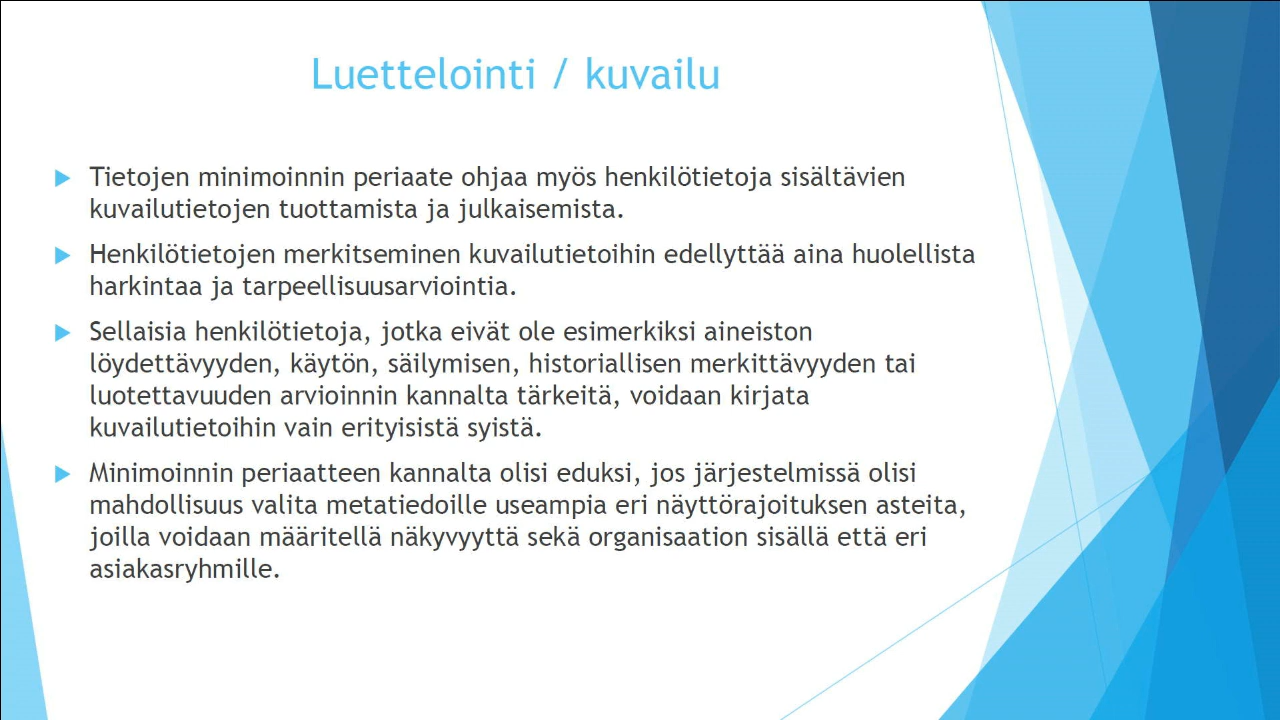 Luettelointi / kuvailu
Tietojen minimoinnin periaate ohjaa myös henkilötietoja sisältävien
kuvailutietojen tuottamista ja julkaisemista.
Henkilötietojen merkitseminen kuvailutietoihin edellyttää aina huolellista
harkintaa ja tarpeellisuusarviointia.
Sellaisia henkilötietoja, jotka eivät ole esimerkiksi aineiston
löydettävyyden, käytön, säilymisen, historiallisen merkittävyyden tai
luotettavuuden arvioinnin kannalta tärkeitä, voidaan kirjata
kuvailutietoihin vain erityisistä syistä.
Minimoinnin periaatteen kannalta olisi eduksi, jos järjestelmissä olisi
mahdollisuus valita metatiedoille useampia eri näyttörajoituksen asteita,
joilla voidaan määritellä näkyvyyttä sekä organisaation sisällä että eri
asiakasryhmille.